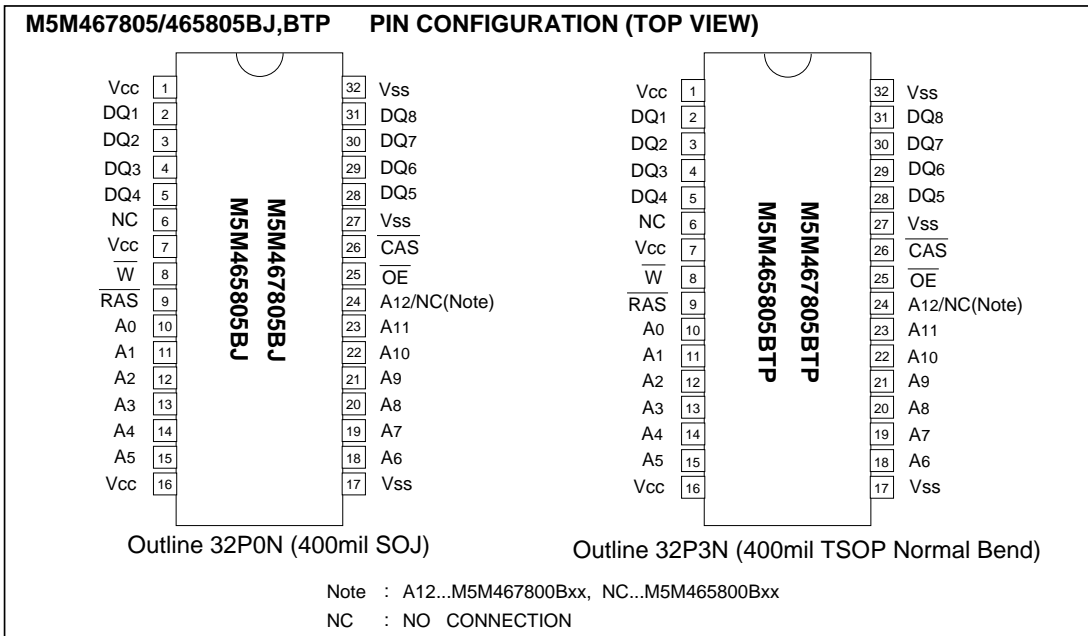 M5M467805/465805BJ,BTP PIN CONFIGURATION (TOP VIEW)
Vcc 1 32 Vss
DQ1 2 31 DQ8
DQ2 3 30 DQ7
DQ3 4 29 DQ6
DQ4 5 28 DQ5
NC 6 27 Vss
Vcc 7 26 CAS
W 8 25 OE
RAS 9 24 A12/NC(Note)
A0 10 23 A11
A1 11 22 A10
A2 12 21 A9
A3 13 20 A8
A4 14 19 A7
A5 15 18 A6
Vcc 16 17 Vss
M5M467805BJ
M5M465805BJ
Outline 32P0N (400mil SOJ)
Vcc 1 32 Vss
DQ1 2 31 DQ8
DQ2 3 30 DQ7
DQ3 4 29 DQ6
DQ4 5 28 DQ5
NC 6 27 Vss
Vcc 7 26 CAS
W 8 25 OE
RAS 9 24 A12/NC(Note)
A0 10 23 A11
A1 11 22 A10
A2 12 21 A9
A3 13 20 A8
A4 14 19 A7
A5 15 18 A6
Vcc 16 17 Vss
M5M467805BTP
M5M465805BTP
Outline 32P3N (400mil TSOP Normal Bend)
Note : A12...M5M467800Bxx, NC...M5M465800Bxx
NC : NO CONNECTION